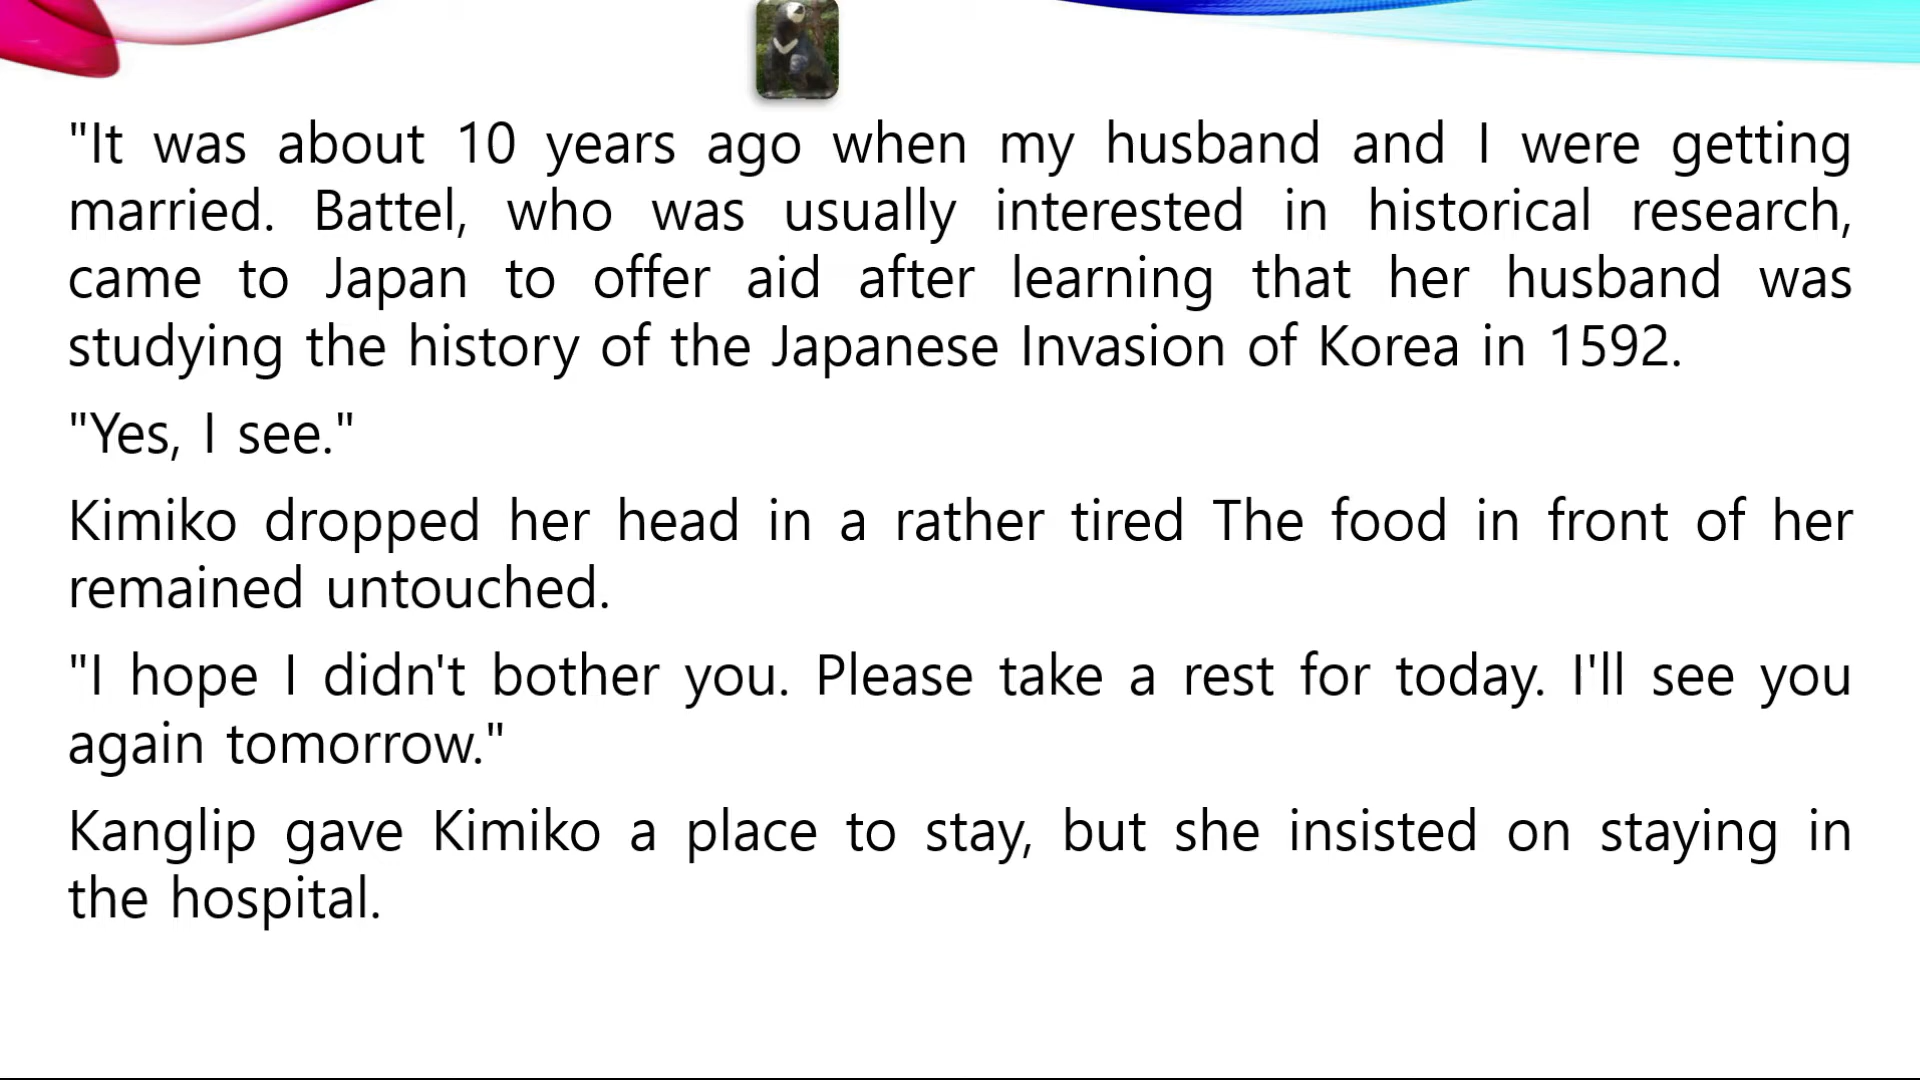 "It was about 10 years ago when my husband and I were getting
married. Battel, who was usually interested in historical research,
came to Japan to offer aid after learning that her husband was
studying the history of the Japanese Invasion of Korea in 1592.
"Yes, I see."
Kimiko dropped her head in a rather tired The food in front of her
remained untouched.
"I hope I didn't bother you. Please take a rest for today. I'll see you
again tomorrow."
Kanglip gave Kimiko a place to stay, but she insisted on staying in
the hospital.